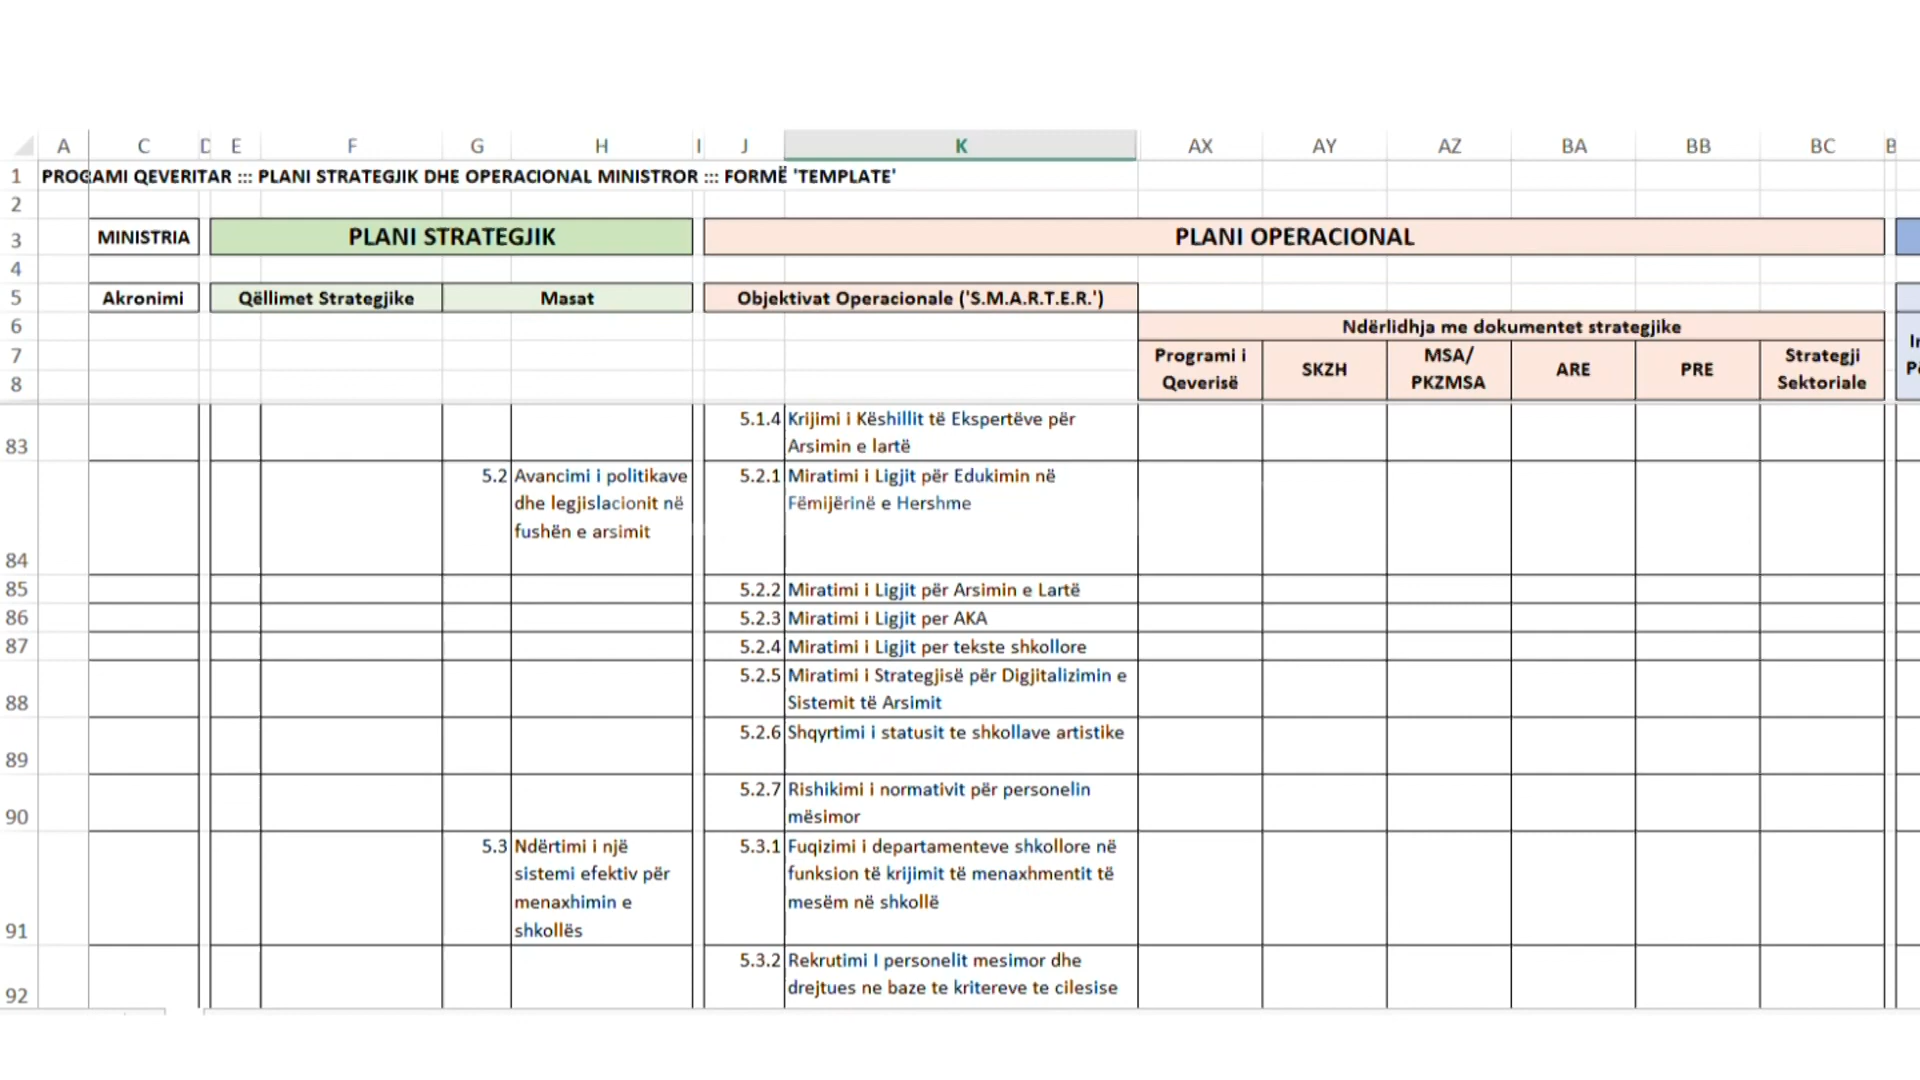 A C D E F G H I J K AX AY AZ BA BB BC B
1 PROGAMI QEVERITAR ::: PLANI STRATEGJIK DHE OPERACIONAL MINISTROR ::: FORMË 'TEMPLATE'
2
3 MINISTRIA PLANI STRATEGJIK PLANI OPERACIONAL
4
5 Akronimi Qëllimet Strategjike Masat Objektivat Operacionale ('S.M.A.R.T.E.R.')
6 Ndërlidhja me dokumentet strategjike
7 Programi i MSA/ Strategji
SKZH ARE PRE
8 Qeverisë PKZMSA Sektoriale
5.1.4 Krijimi i Këshillit të Ekspertëve për
83 Arsimin e lartë
5.2 Avancimi i politikave 5.2.1 Miratimi i Ligjit për Edukimin në
dhe legjislacionit në Fëmijërinë e Hershme
fushën e arsimit
84
85 5.2.2 Miratimi i Ligjit për Arsimin e Lartë
86 5.2.3 Miratimi i Ligjit per AKA
87 5.2.4 Miratimi i Ligjit per tekste shkollore
5.2.5 Miratimi i Strategjisë për Digjitalizimin e
88 Sistemit të Arsimit
5.2.6 Shqyrtimi i statusit te shkollave artistike
89
5.2.7 Rishikimi i normativit për personelin
90 mësimor
5.3 Ndërtimi i një 5.3.1 Fuqizimi i departamenteve shkollore në
sistemi efektiv për funksion të krijimit të menaxhmentit të
menaxhimin e mesëm në shkollë
91 shkollës
5.3.2 Rekrutimi I personelit mesimor dhe
92 drejtues ne baze te kritereve te cilesise